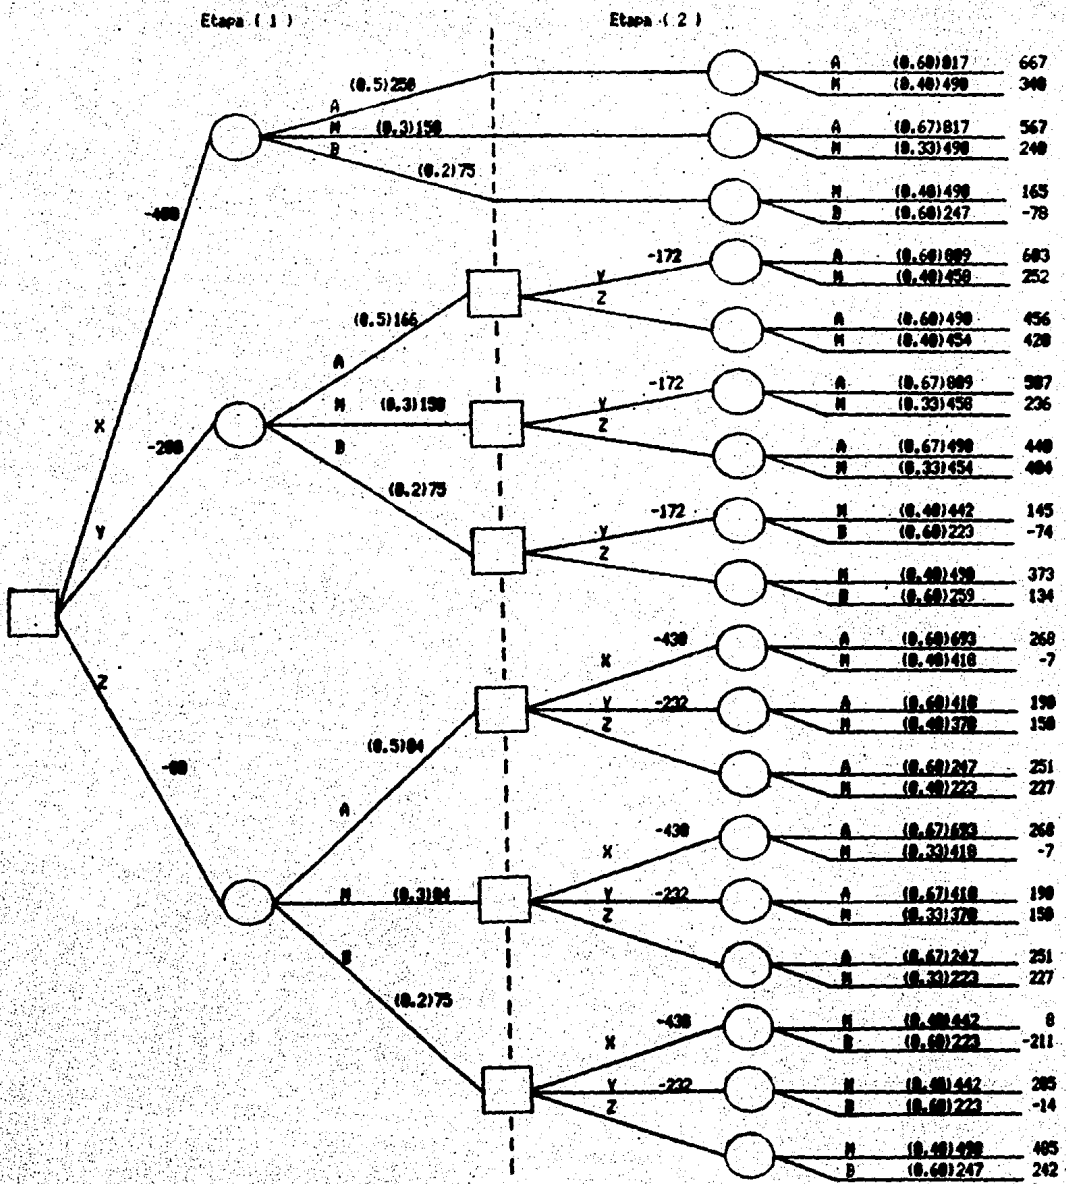 Etapa ( 1 )
Etapa ( 2 )
A (0.60)817 667
M (0.40)490 340
(0.5)250
A
M (0.3)150
B
(0.2)75
A (0.67)817 567
M (0.33)490 240
M (0.40)490 165
B (0.60)247 -78
-400
-172
Y
Z
A (0.60)809 603
M (0.40)458 252
(0.5)166
A (0.60)490 456
M (0.40)454 420
A
M (0.3)150
B
(0.2)75
-172
Y
Z
A (0.67)809 587
M (0.33)458 236
X
-200
A (0.67)490 440
M (0.33)454 404
-172
Y
Z
M (0.40)442 145
B (0.60)223 -74
Y
M (0.40)490 373
B (0.60)259 134
-430
X
A (0.60)693 268
M (0.40)418 -7
Z
Y -232
Z
A (0.60)410 190
M (0.40)370 150
(0.5)84
-80
A (0.60)247 251
M (0.40)223 227
A
-430
X
A (0.67)693 268
M (0.33)418 -7
M (0.3)84
Y -232
Z
A (0.67)410 190
M (0.33)370 150
B
A (0.67)247 251
M (0.33)223 227
(0.2)75
-430
X
M (0.40)442 8
B (0.60)223 -211
Y -232
Z
M (0.40)442 205
B (0.60)223 -14
M (0.40)490 485
B (0.60)247 242